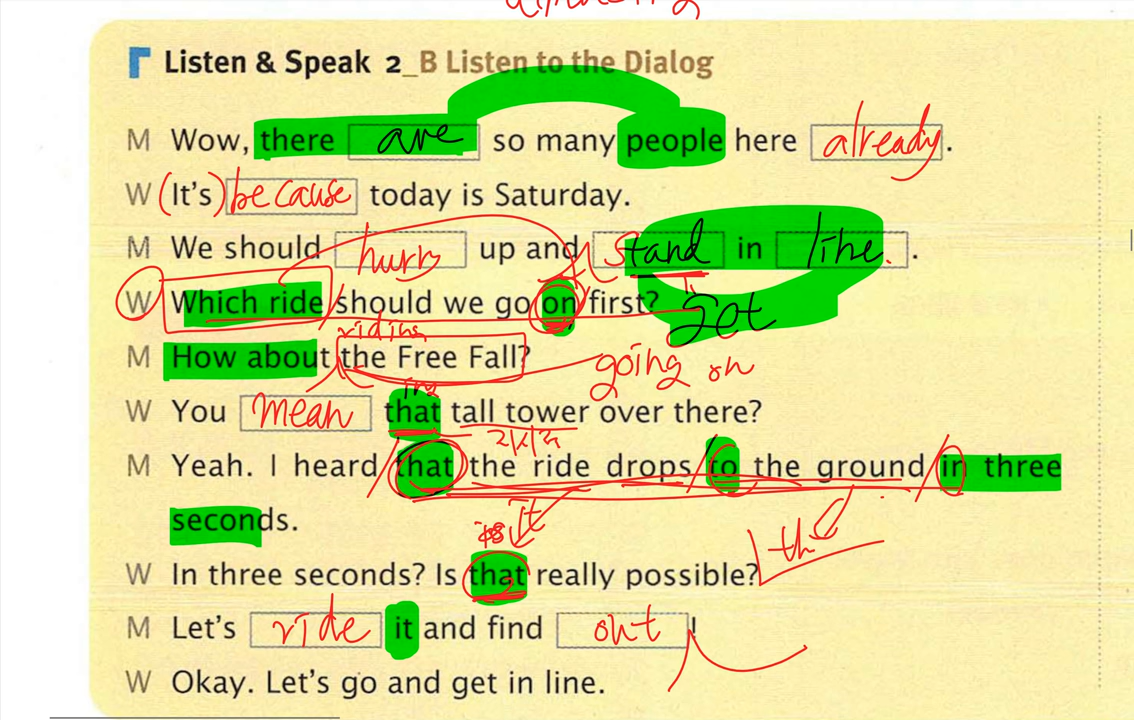 Listen & Speak 2_B Listen to the Dialog
M Wow, there are so many people here already.
W (It's) because today is Saturday.
M We should hurry up and stand in line.
W Which ride should we go on first?
get
riding
M How about the Free Fall?
going on
W You mean that tall tower over there?
M Yeah. I heard that the ride drops to the ground in three
seconds.
it
W In three seconds? Is that really possible?
M Let's ride it and find out!
W Okay. Let's go and get in line.